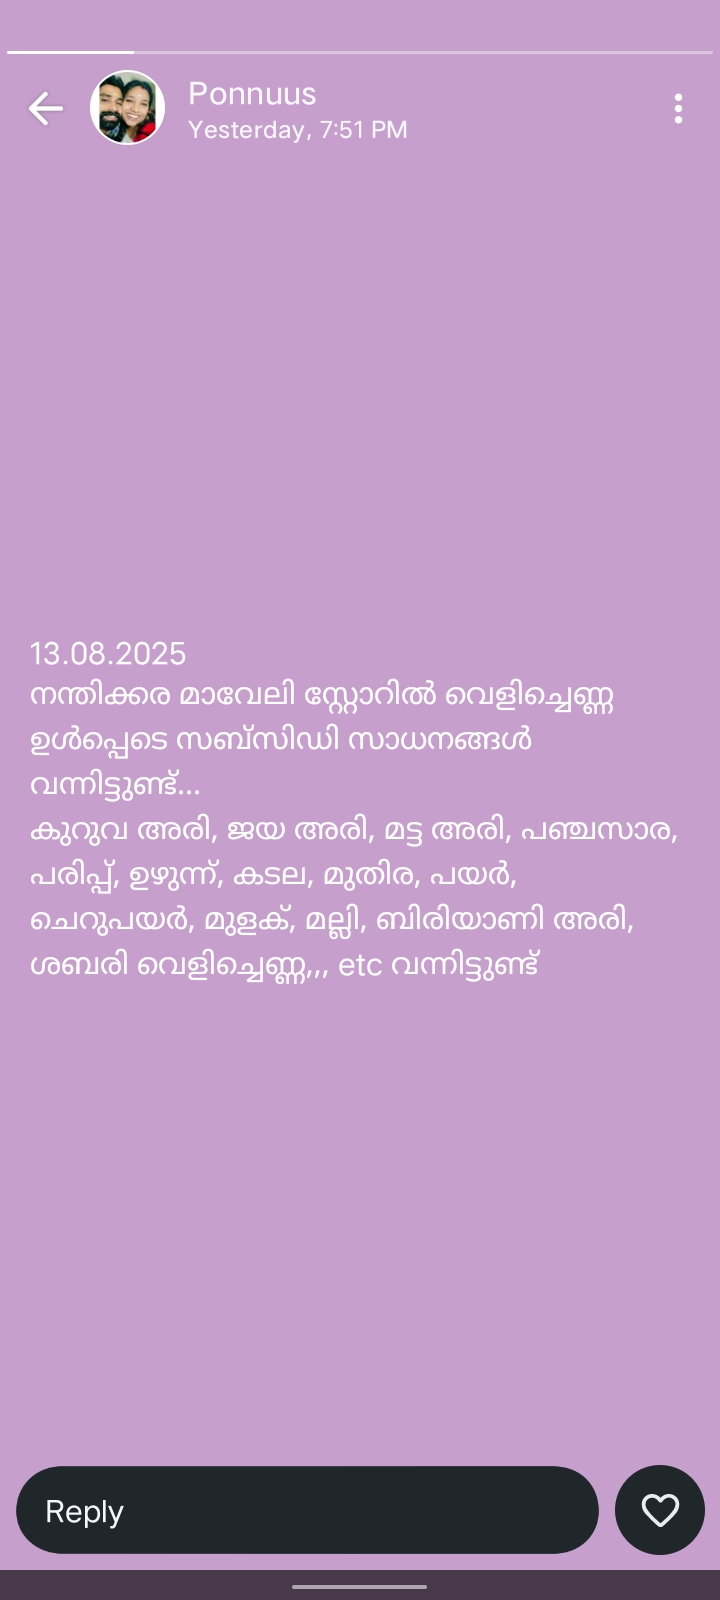 Ponnuus
Yesterday, 7:51 PM
13.08.2025
നന്തിക്കര മാവേലി സ്റ്റോറിൽ വെളിച്ചെണ്ണ
ഉൾപ്പെടെ സബ്സിഡി സാധനങ്ങൾ
വന്നിട്ടുണ്ട്...
കുറുവ അരി, ജയ അരി, മട്ട അരി, പഞ്ചസാര,
പരിപ്പ്, ഉഴുന്ന്, കടല, മുതിര, പയർ,
ചെറുപയർ, മുളക്, മല്ലി, ബിരിയാണി അരി,
ശബരി വെളിച്ചെണ്ണ,,, etc വന്നിട്ടുണ്ട്
Reply